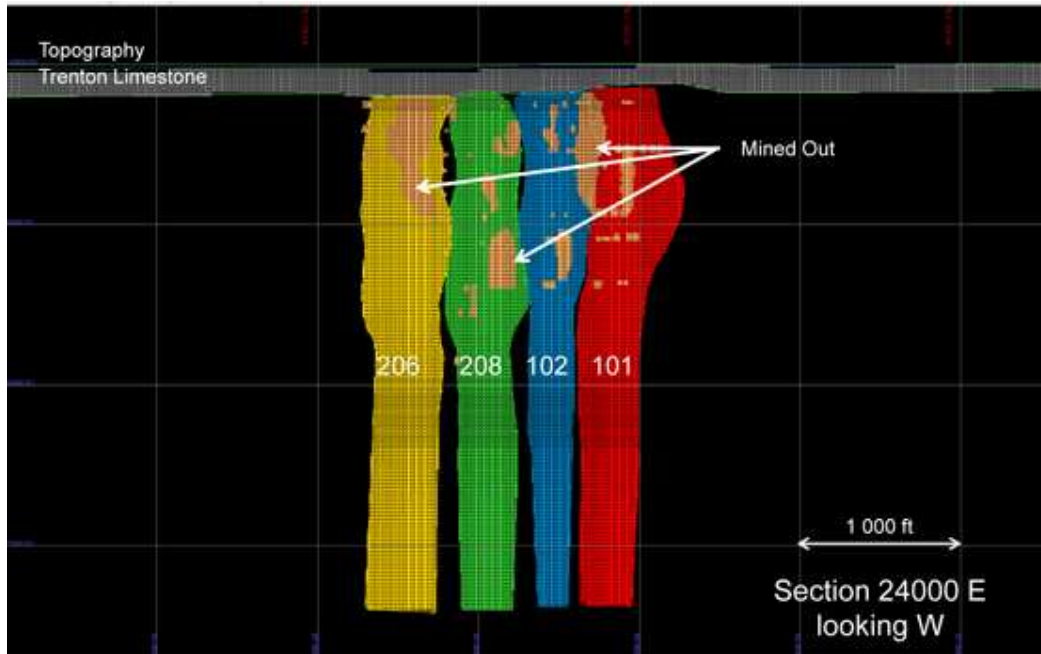 Topography
Trenton Limestone
Mined Out
206
208
102
101
1 000 ft
Section 24000 E
looking W